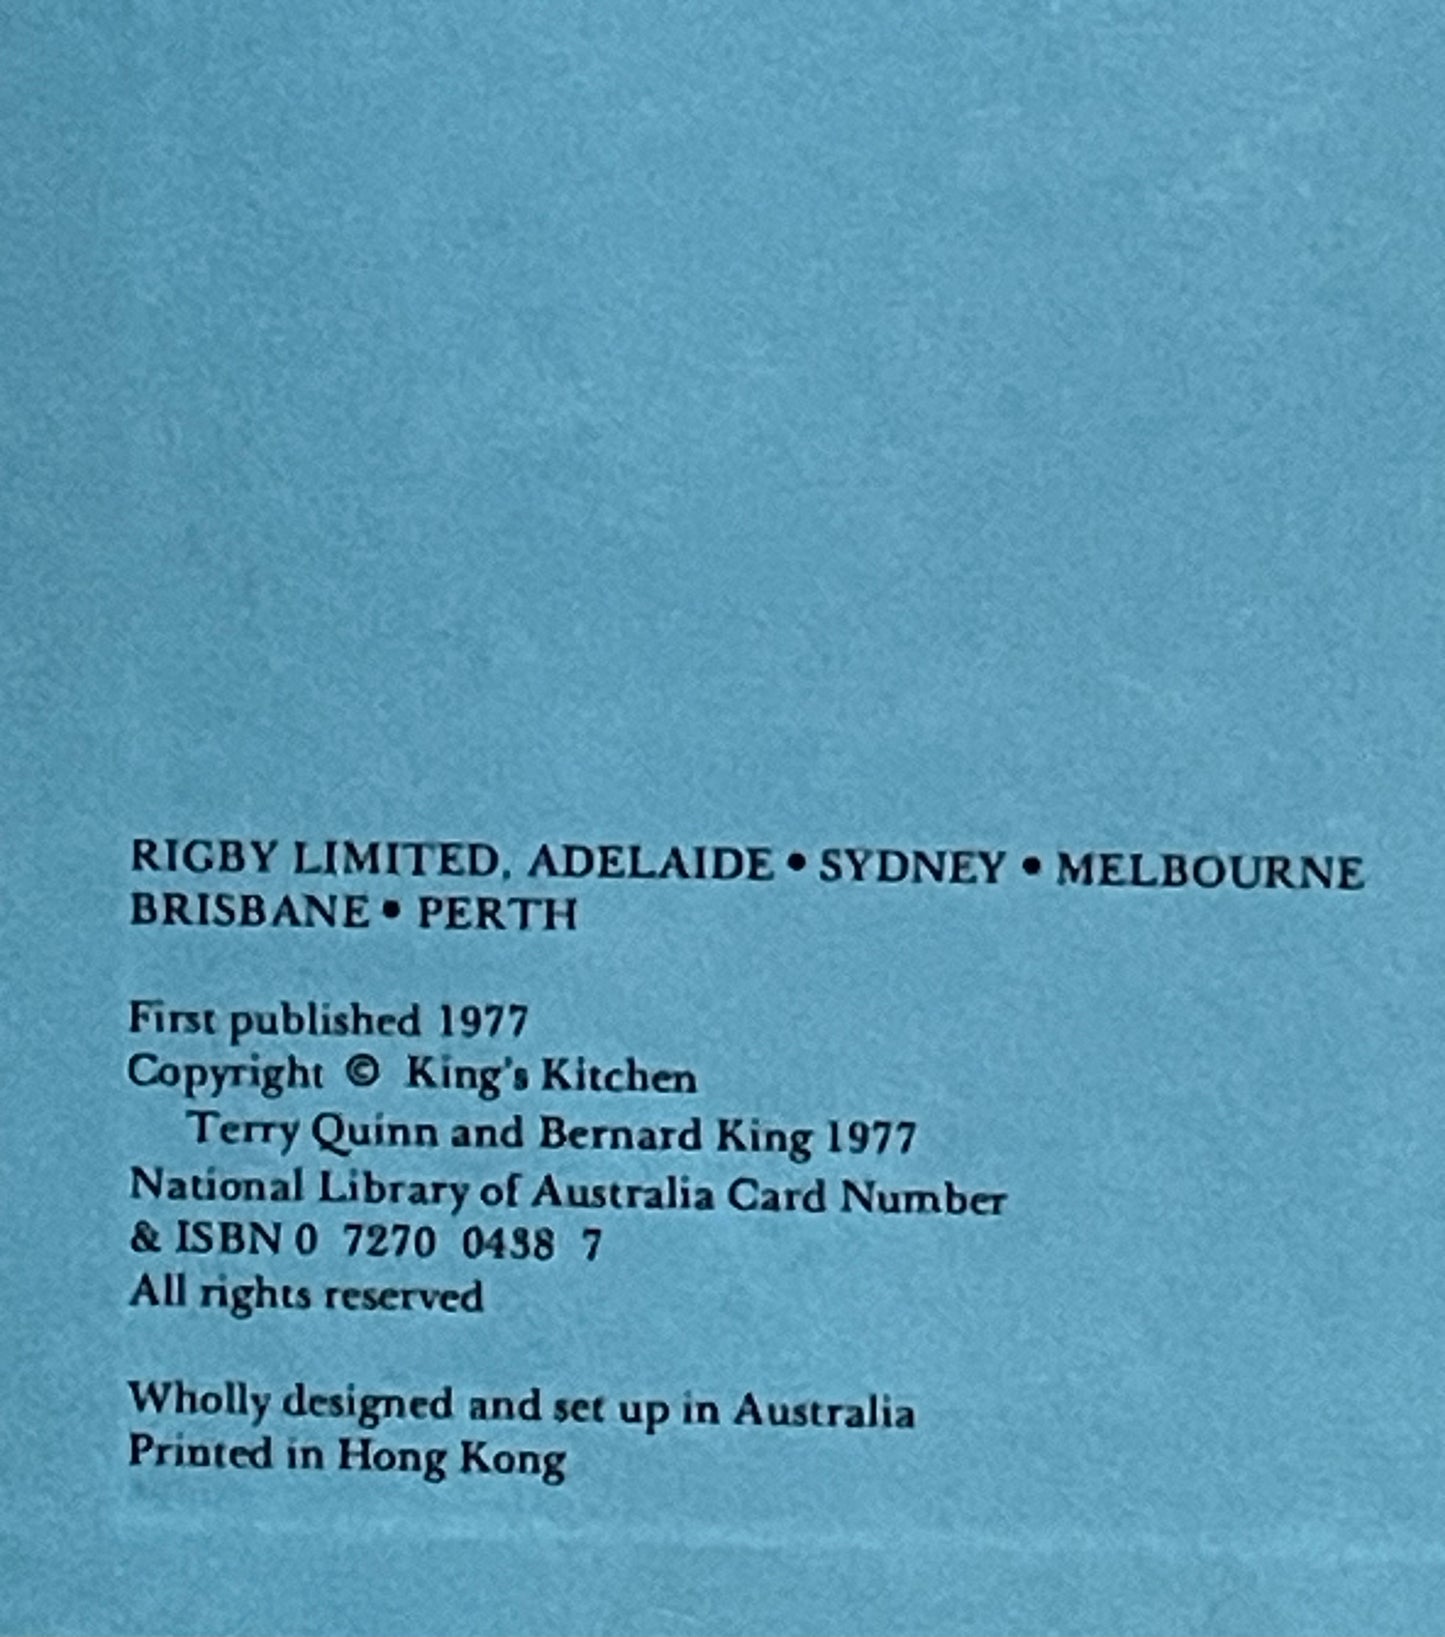 RIGBY LIMITED, ADELAIDE • SYDNEY • MELBOURNE
BRISBANE • PERTH
First published 1977
Copyright © King's Kitchen
Terry Quinn and Bernard King 1977
National Library of Australia Card Number
& ISBN 0 7270 0438 7
All rights reserved
Wholly designed and set up in Australia
Printed in Hong Kong